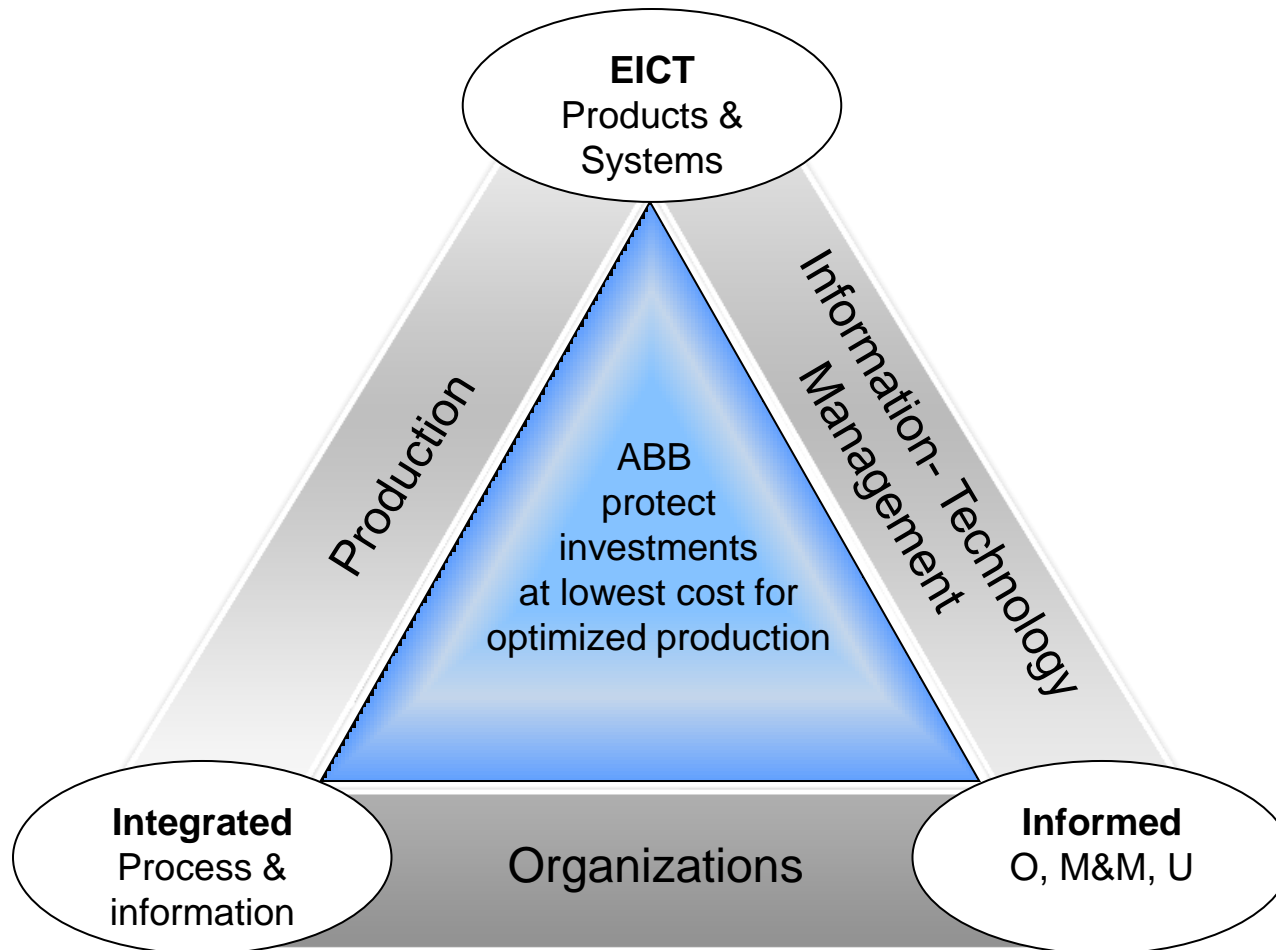 EICT
Products &
Systems
Production
Information- Technology
Management
ABB
protect
investments
at lowest cost for
optimized production
Integrated
Process &
information
Organizations
Informed
O, M&M, U